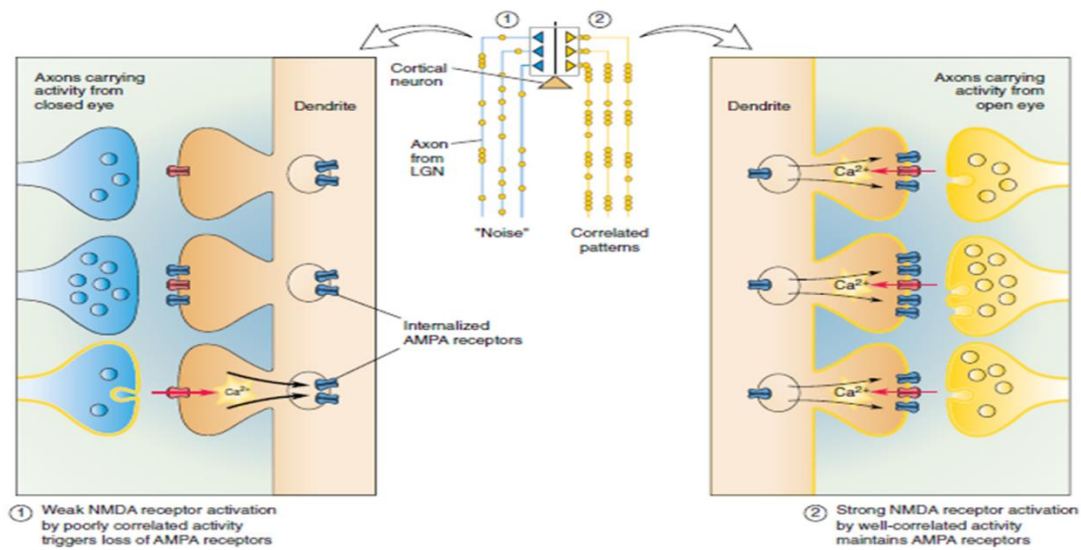 1
2
Axons carrying
activity from
closed eye
Dendrite
Cortical
neuron
Axon
from
LGN
"Noise"
Correlated
patterns
Dendrite
Axons carrying
activity from
open eye
Ca2+
Ca2+
Ca2+
Ca2+
Internalized
AMPA receptors
1 Weak NMDA receptor activation
by poorly correlated activity
triggers loss of AMPA receptors
2 Strong NMDA receptor activation
by well-correlated activity
maintains AMPA receptors